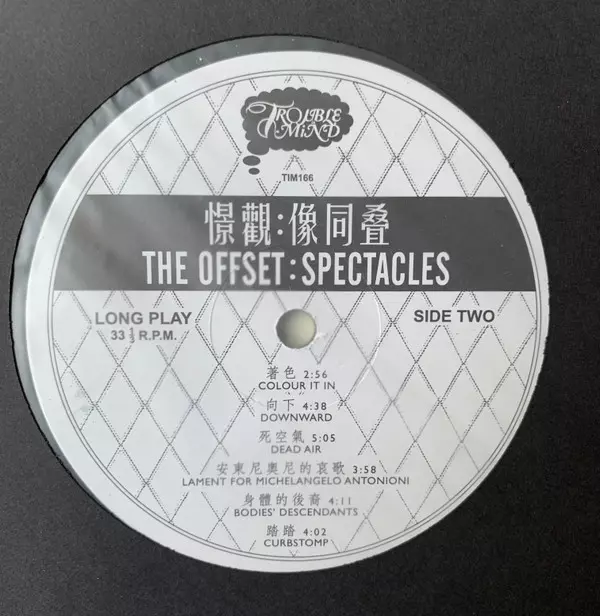 TROUBLE
MIND
TIM166
憬觀:像同叠
THE OFFSET: SPECTACLES
LONG PLAY
33 1/3 R.P.M.
SIDE TWO
著色 2:56
COLOUR IT IN
向下 4:38
DOWNWARD
死空氣 5:05
DEAD AIR
安東尼奧尼的哀歌 3:58
LAMENT FOR MICHELANGELO ANTONIONI
身體的後裔 4:11
BODIES' DESCENDANTS
踏踏 4:02
CURBSTOMP